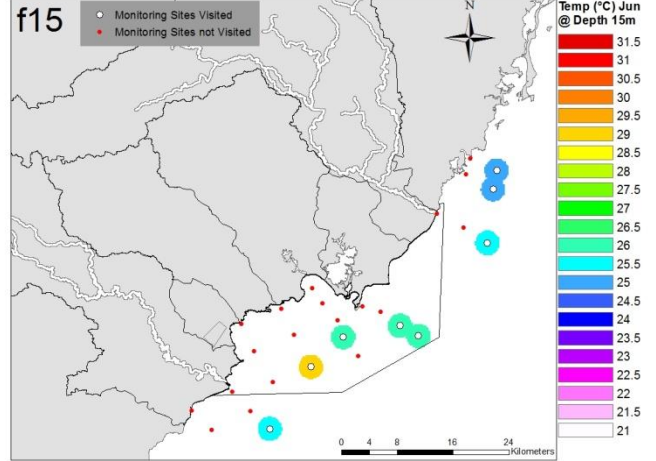 f15
Monitoring Sites Visited
Monitoring Sites not Visited
N
Temp (°C) Jun
@ Depth 15m
31.5
31
30.5
30
29.5
29
28.5
28
27.5
27
26.5
26
25.5
25
24.5
24
23.5
23
22.5
22
21.5
21
0 4 8 16 24
Kilometers